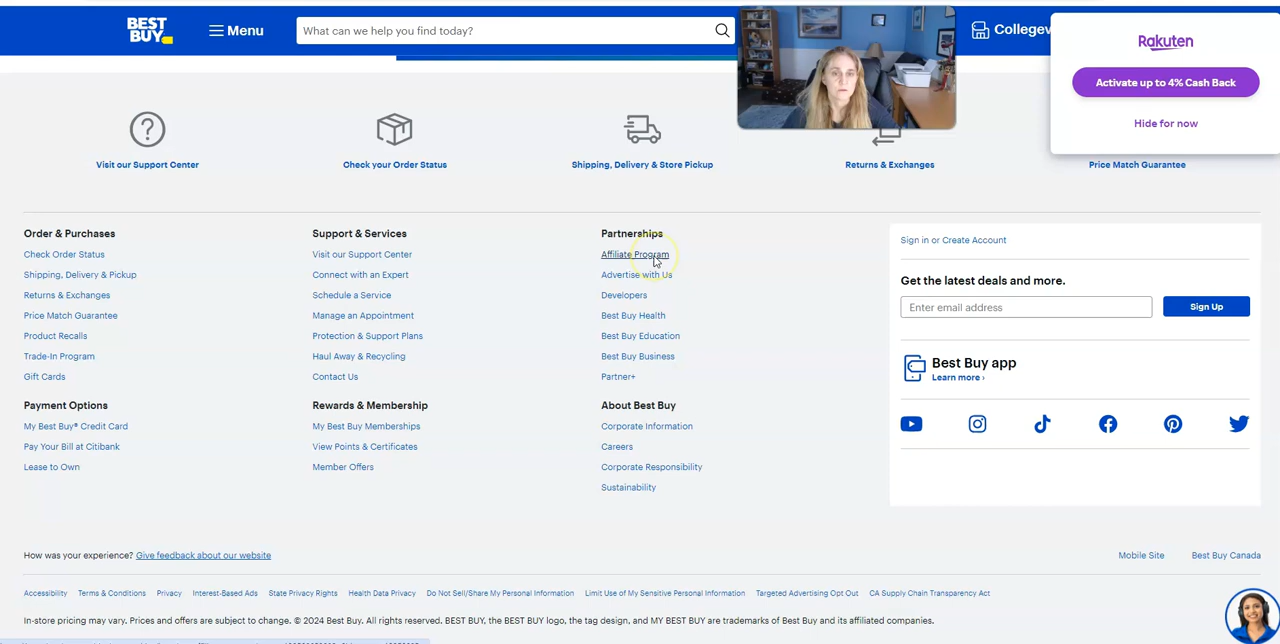 BEST BUY
Menu
What can we help you find today?
Rakuten
Activate up to 4% Cash Back
Hide for now
Visit our Support Center
Check your Order Status
Shipping, Delivery & Store Pickup
Returns & Exchanges
Price Match Guarantee
Order & Purchases
Check Order Status
Shipping, Delivery & Pickup
Returns & Exchanges
Price Match Guarantee
Product Recalls
Trade-In Program
Gift Cards
Payment Options
My Best Buy® Credit Card
Pay Your Bill at Citibank
Lease to Own
Support & Services
Visit our Support Center
Connect with an Expert
Schedule a Service
Manage an Appointment
Protection & Support Plans
Haul Away & Recycling
Contact Us
Rewards & Membership
My Best Buy Memberships
View Points & Certificates
Member Offers
Partnerships
Affiliate Program
Advertise with Us
Developers
Best Buy Health
Best Buy Education
Best Buy Business
Partner+
About Best Buy
Corporate Information
Careers
Corporate Responsibility
Sustainability
Sign in or Create Account
Get the latest deals and more.
Enter email address
Sign Up
Best Buy app
Learn more ›
How was your experience? Give feedback about our website
Mobile Site
Best Buy Canada
Accessibility
Terms & Conditions
Privacy
Interest-Based Ads
State Privacy Rights
Health Data Privacy
Do Not Sell/Share My Personal Information
Limit Use of My Sensitive Personal Information
Targeted Advertising Opt Out
CA Supply Chain Transparency Act
In-store pricing may vary. Prices and offers are subject to change. © 2024 Best Buy. All rights reserved. BEST BUY, the BEST BUY logo, the tag design, and MY BEST BUY are trademarks of Best Buy and its affiliated companies.